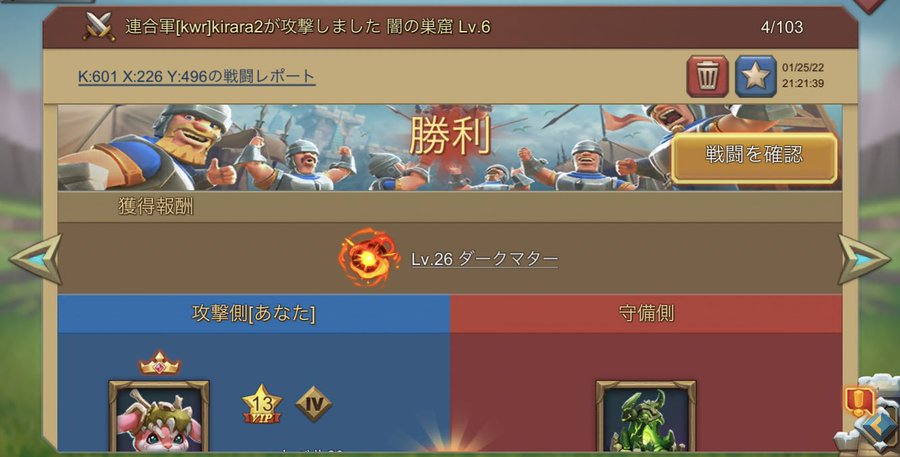 連合軍[kwr]kirara2が攻撃しました 闇の巣窟 Lv.6
4/103
K:601 X:226 Y:496の戦闘レポート
01/25/22
21:21:39
勝利
戦闘を確認
獲得報酬
Lv.26 ダークマター
攻撃側[あなた]
守備側
13
VIP
IV